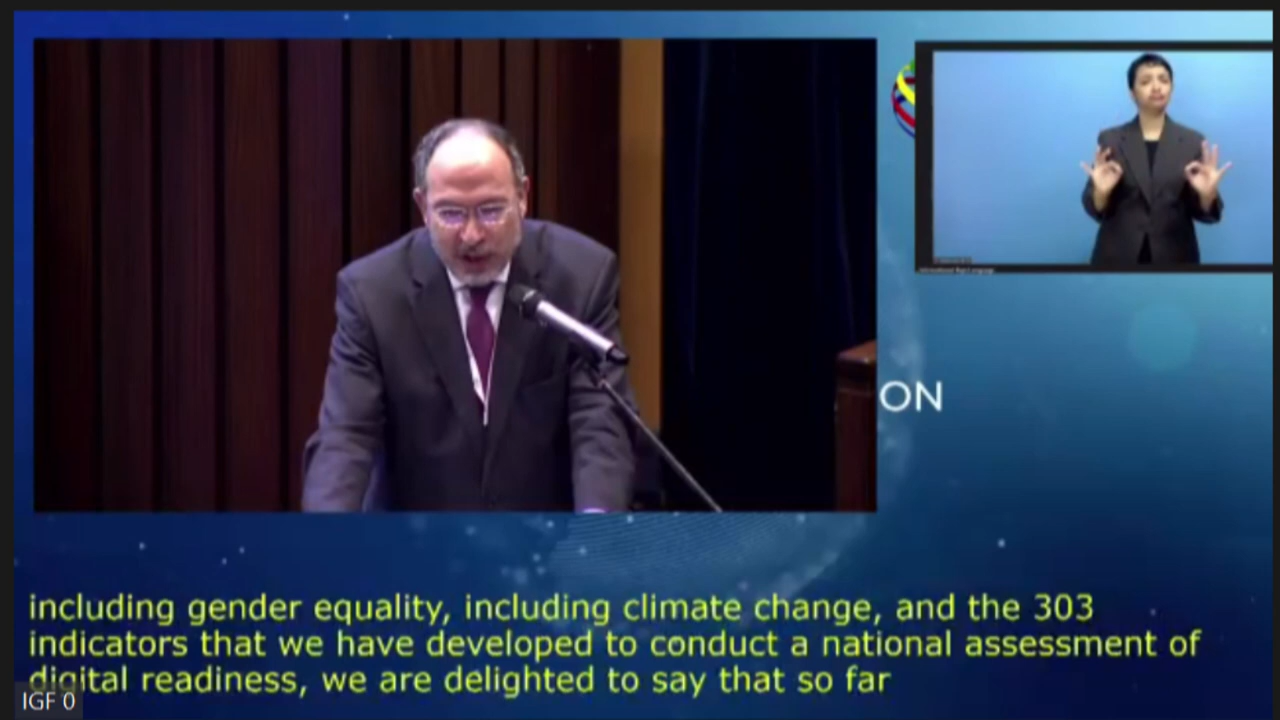 ON
including gender equality, including climate change, and the 303
indicators that we have developed to conduct a national assessment of
digital readiness, we are delighted to say that so far
IGF 0